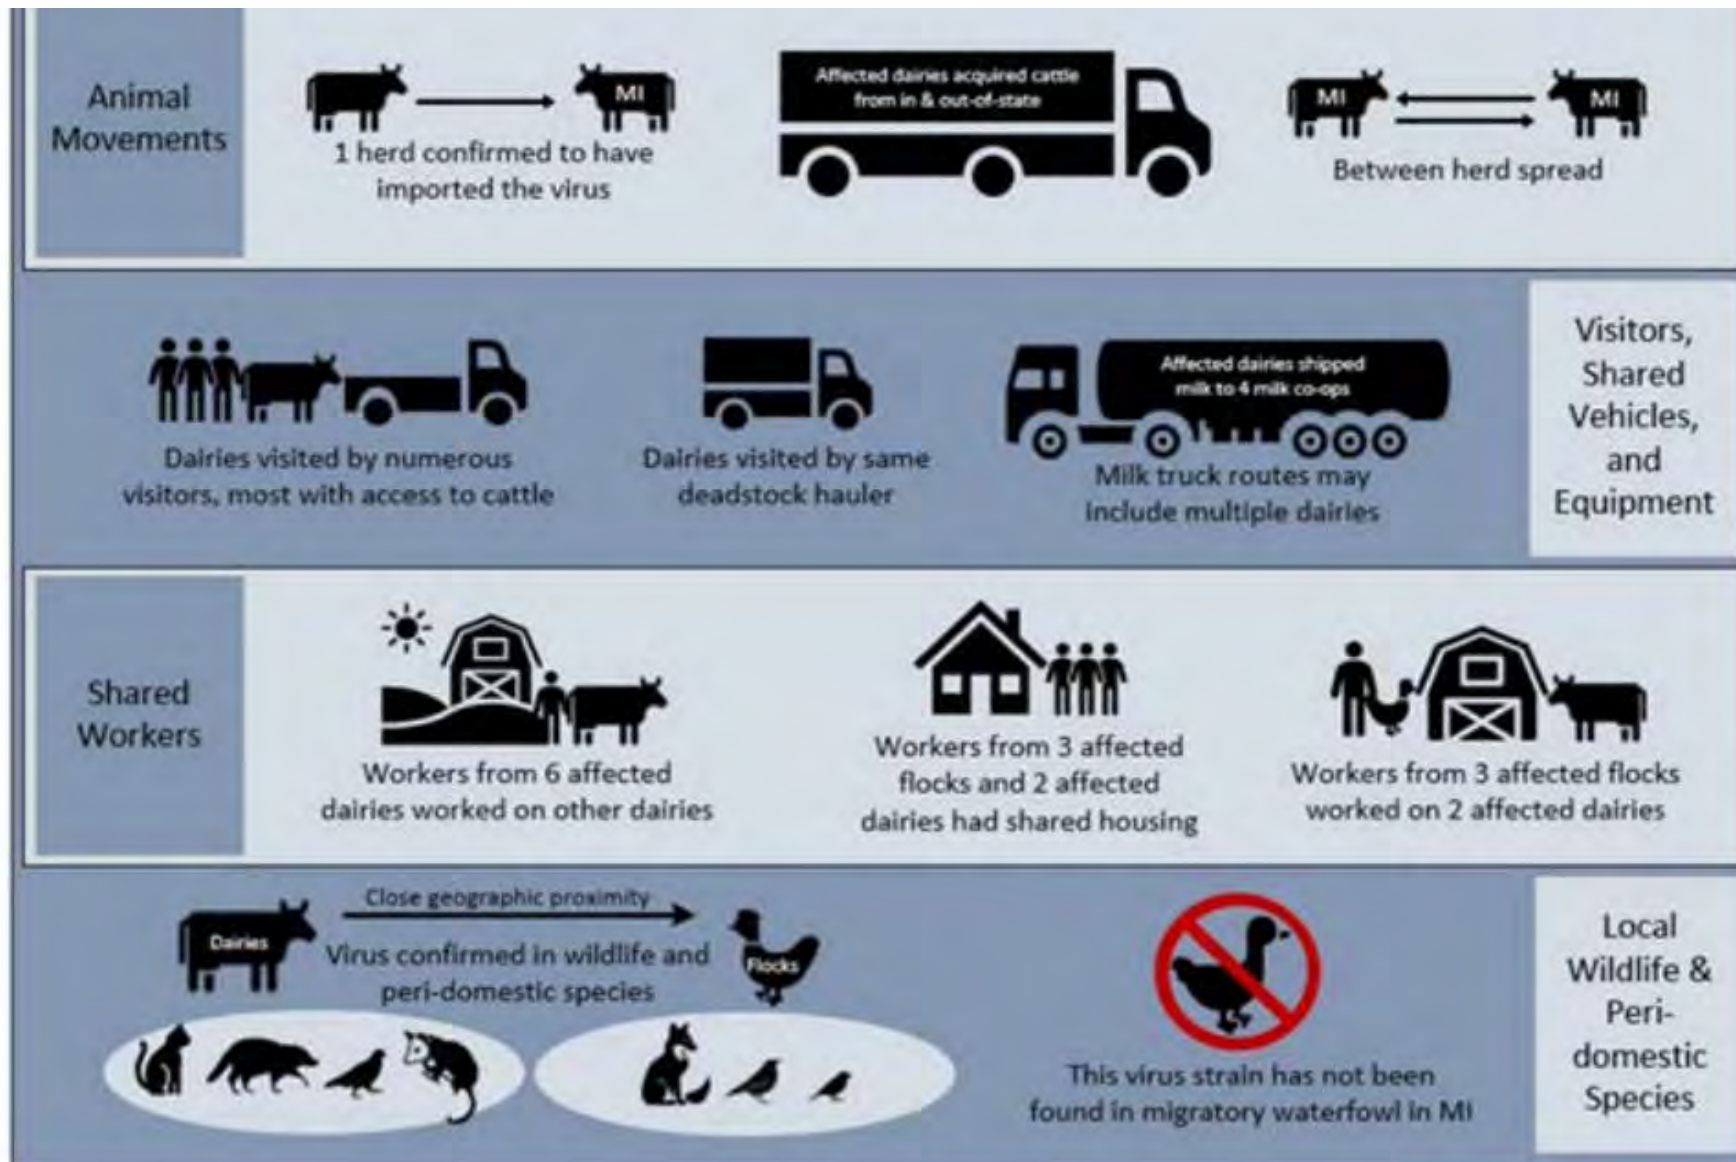 Animal
Movements
MI
1 herd confirmed to have
imported the virus
Affected dairies acquired cattle
from in & out-of-state
MI
MI
Between herd spread
Dairies visited by numerous
visitors, most with access to cattle
Dairies visited by same
deadstock hauler
Affected dairies shipped
milk to 4 milk co-ops
Milk truck routes may
include multiple dairies
Visitors,
Shared
Vehicles,
and
Equipment
Shared
Workers
Workers from 6 affected
dairies worked on other dairies
Workers from 3 affected
flocks and 2 affected
dairies had shared housing
Workers from 3 affected flocks
worked on 2 affected dairies
Dairies
Close geographic proximity
Virus confirmed in wildlife and
peri-domestic species
Flocks
This virus strain has not been
found in migratory waterfowl in MI
Local
Wildlife &
Peri-
domestic
Species